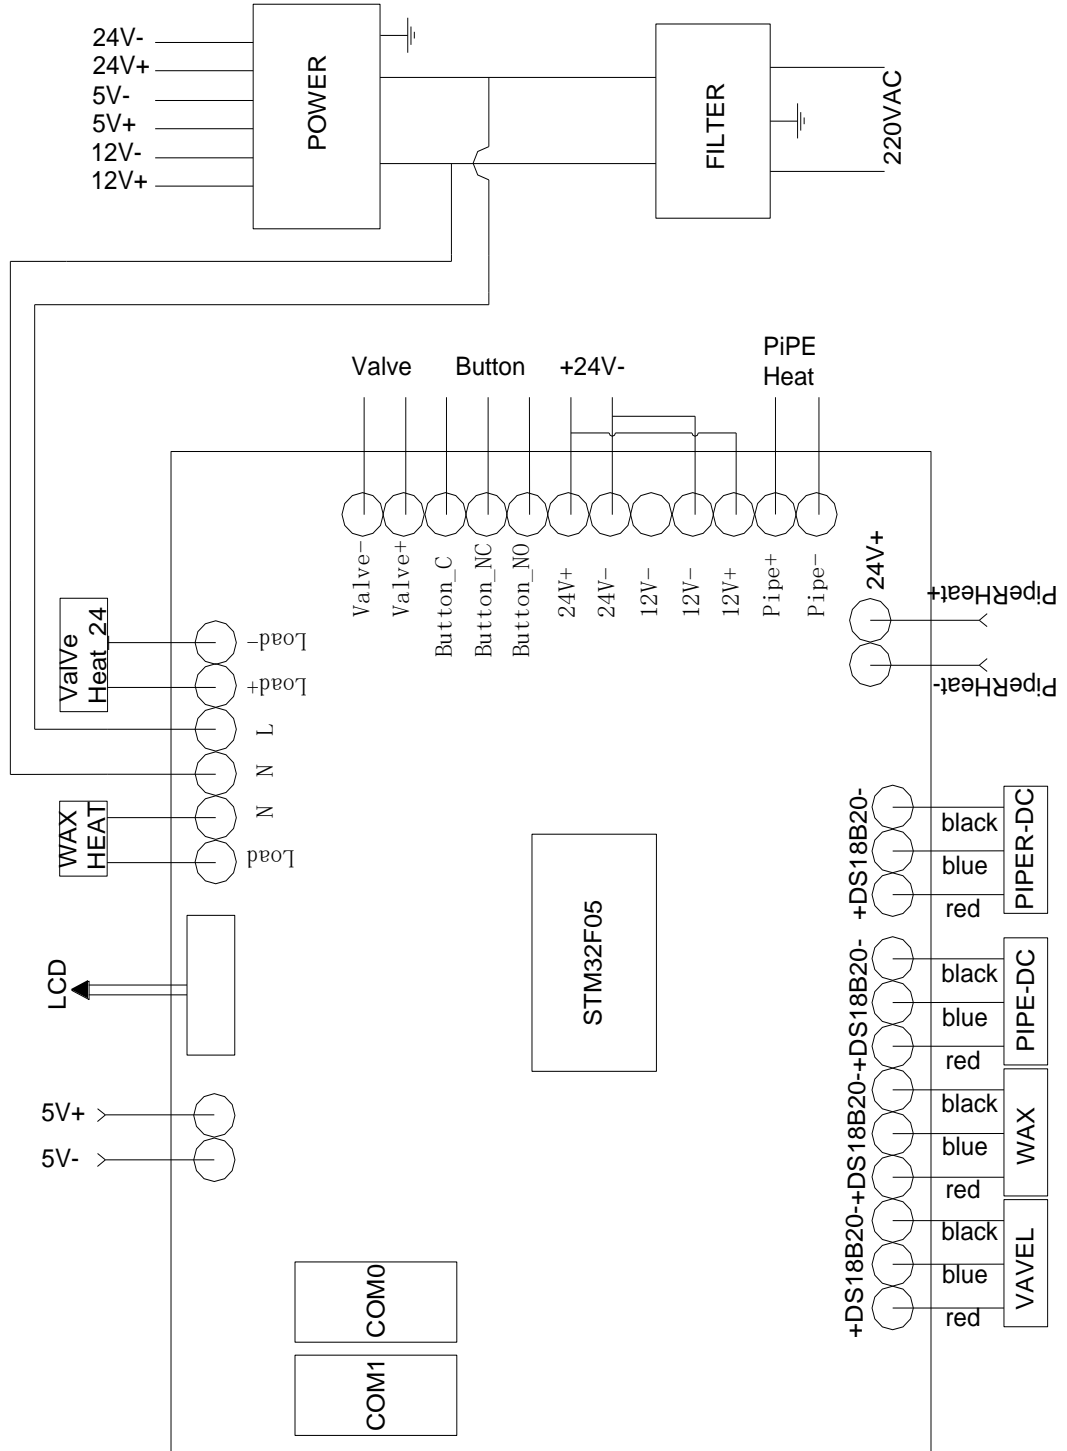 24V-
24V+
5V-
5V+
12V-
12V+
POWER
FILTER
220VAC
Valve
Button
+24V-
PiPE
Heat
Valve-
Valve+
Button_C
Button_NC
Button_NO
24V+
24V-
12V-
12V-
12V+
Pipe+
Pipe-
24V+
PipeRHeat+
PipeRHeat-
ValVe
Heat_24
Load-
Load+
L
N
N
Load
WAX
HEAT
LCD
5V+
5V-
STM32F05
COM0
COM1
+DS18B20-
black
blue
red
PIPER-DC
+DS18B20-
black
blue
red
PIPE-DC
+DS18B20-
black
blue
red
WAX
+DS18B20-
black
blue
red
VAVEL